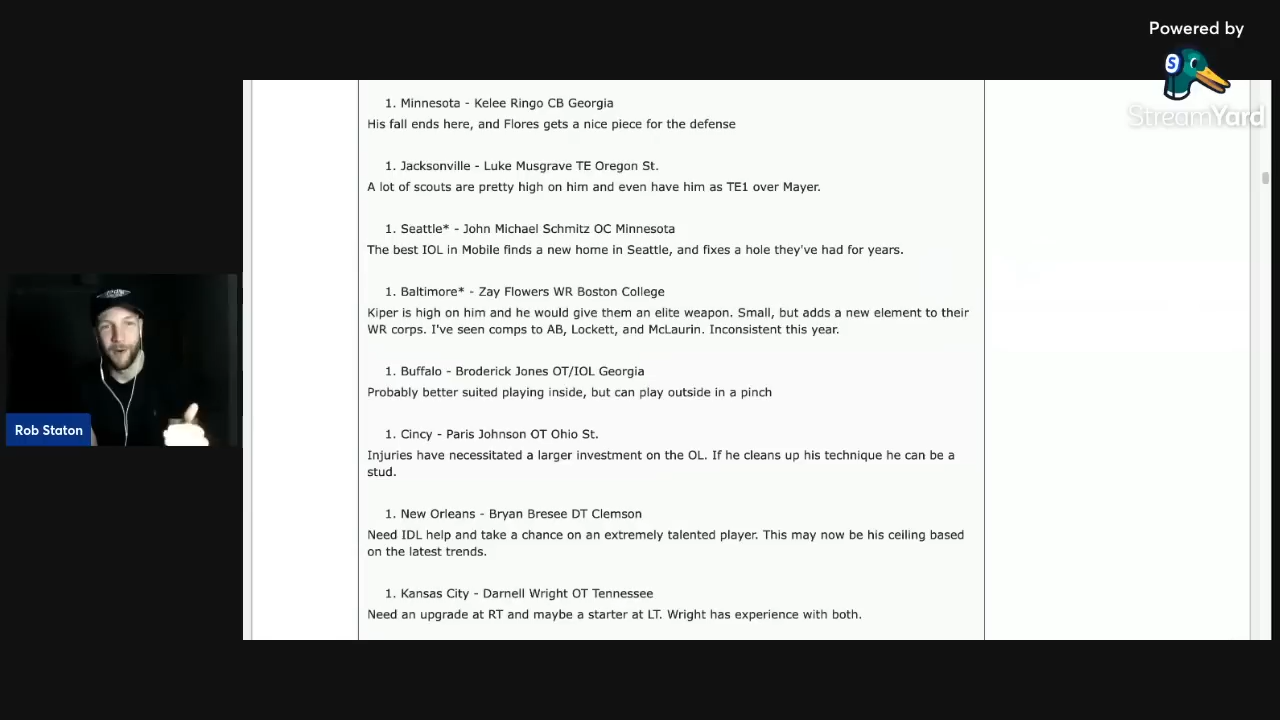 Powered by
StreamYard
1. Minnesota - Kelee Ringo CB Georgia
His fall ends here, and Flores gets a nice piece for the defense
1. Jacksonville - Luke Musgrave TE Oregon St.
A lot of scouts are pretty high on him and even have him as TE1 over Mayer.
1. Seattle* - John Michael Schmitz OC Minnesota
The best IOL in Mobile finds a new home in Seattle, and fixes a hole they've had for years.
1. Baltimore* - Zay Flowers WR Boston College
Kiper is high on him and he would give them an elite weapon. Small, but adds a new element to their
WR corps. I've seen comps to AB, Lockett, and McLaurin. Inconsistent this year.
1. Buffalo - Broderick Jones OT/IOL Georgia
Probably better suited playing inside, but can play outside in a pinch
1. Cincy - Paris Johnson OT Ohio St.
Injuries have necessitated a larger investment on the OL. If he cleans up his technique he can be a
stud.
1. New Orleans - Bryan Bresee DT Clemson
Need IDL help and take a chance on an extremely talented player. This may now be his ceiling based
on the latest trends.
1. Kansas City - Darnell Wright OT Tennessee
Need an upgrade at RT and maybe a starter at LT. Wright has experience with both.
Rob Staton